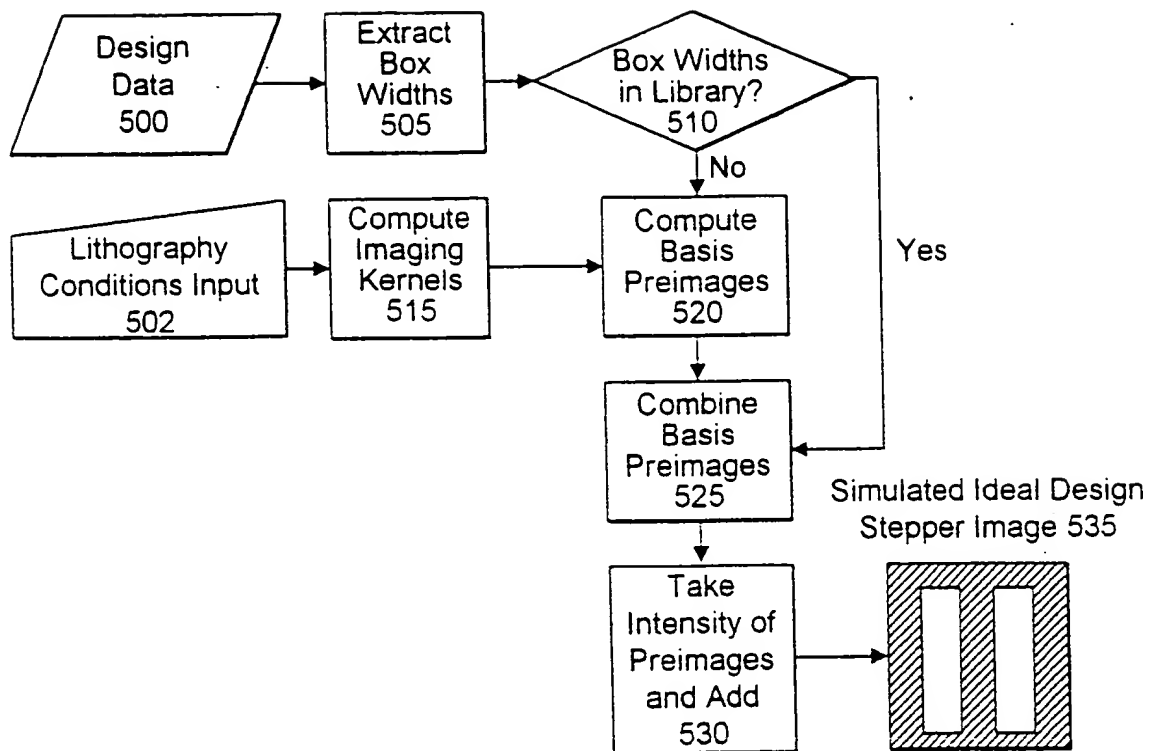 Design
Data
500
Extract
Box
Widths
505
Box Widths
in Library?
510
No
Yes
Lithography
Conditions Input
502
Compute
Imaging
Kernels
515
Compute
Basis
Preimages
520
Combine
Basis
Preimages
525
Simulated Ideal Design
Stepper Image 535
Take
Intensity of
Preimages
and Add
530